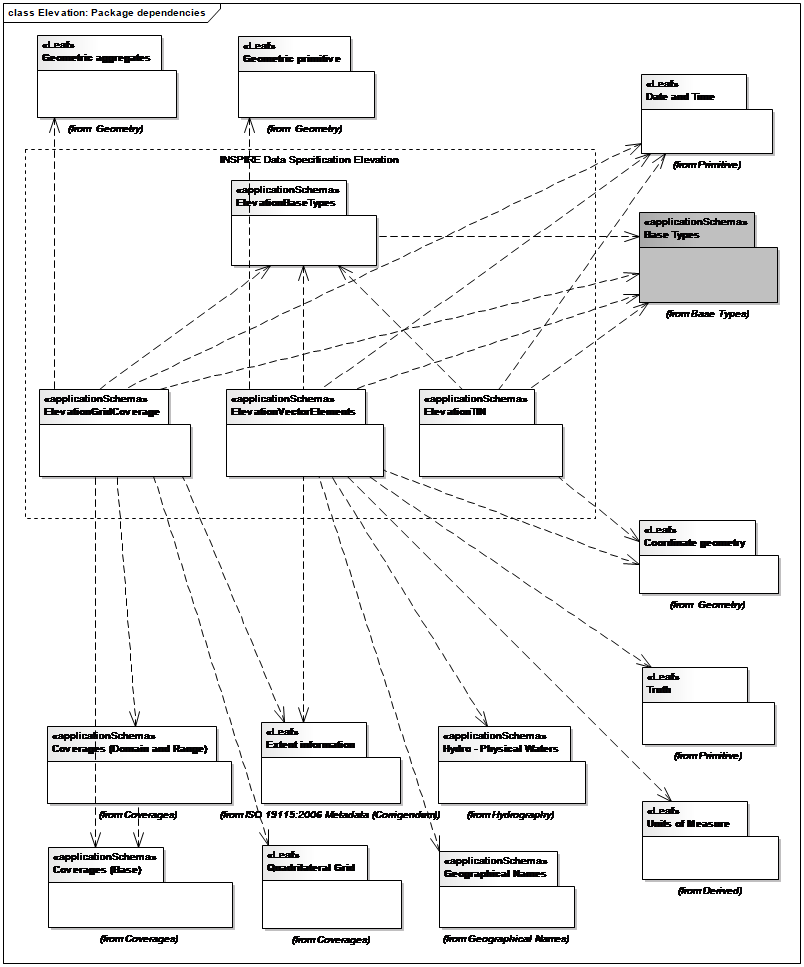 class Elevation: Package dependencies
«Leaf»
Geometric aggregates
(from Geometry)
«Leaf»
Geometric primitive
(from Geometry)
«Leaf»
Date and Time
(from Primitive)
INSPIRE Data Specification Elevation
«applicationSchema»
ElevationBaseTypes
«applicationSchema»
Base Types
(from Base Types)
«applicationSchema»
ElevationGridCoverage
«applicationSchema»
ElevationVectorElements
«applicationSchema»
ElevationTIN
«Leaf»
Coordinate geometry
(from Geometry)
«Leaf»
Truth
(from Primitive)
«applicationSchema»
Coverages (Domain and Range)
(from Coverages)
«Leaf»
Extent information
(from ISO 19115:2006 Metadata (Corrigendum))
«applicationSchema»
Hydro - Physical Waters
(from Hydrography)
«Leaf»
Units of Measure
(from Derived)
«applicationSchema»
Coverages (Base)
(from Coverages)
«Leaf»
Quadrilateral Grid
(from Coverages)
«applicationSchema»
Geographical Names
(from Geographical Names)